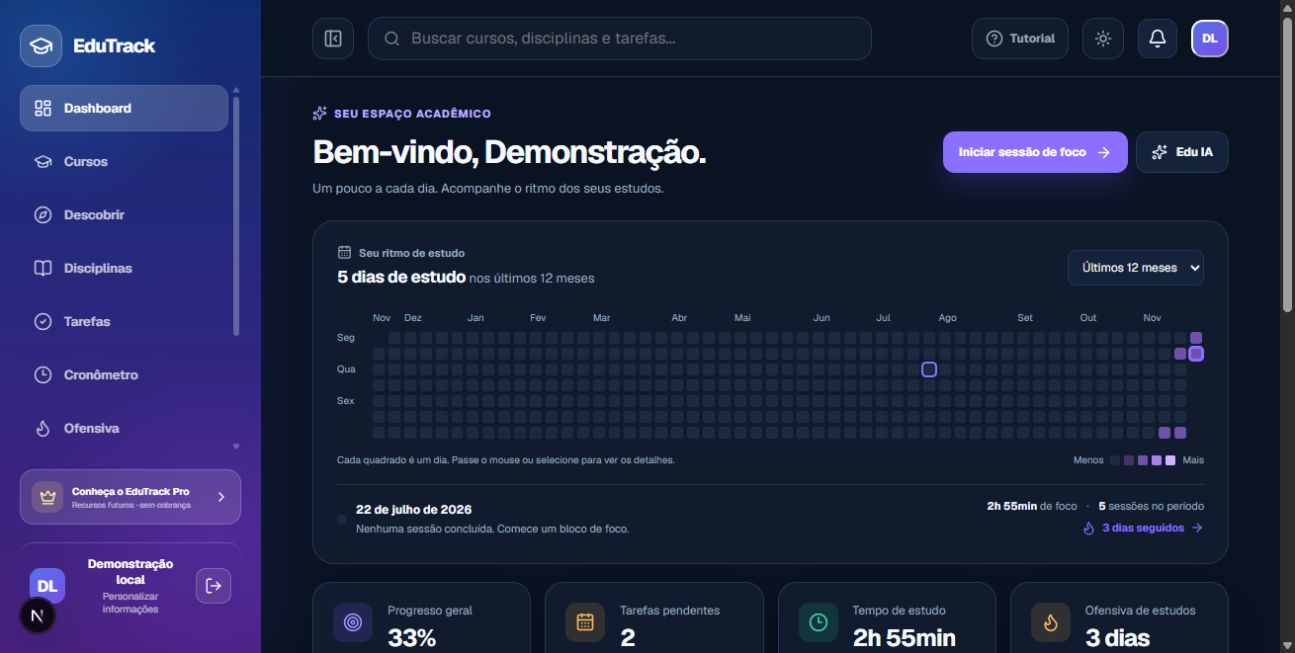 EduTrack
Dashboard
Cursos
Descobrir
Disciplinas
Tarefas
Cronômetro
Ofensiva
Conheça o EduTrack Pro
Recursos futuros · sem cobrança
DL
Demonstração
local
Personalizar
informações
N
Buscar cursos, disciplinas e tarefas...
Tutorial
DL
SEU ESPAÇO ACADÊMICO
Bem-vindo, Demonstração.
Um pouco a cada dia. Acompanhe o ritmo dos seus estudos.
Iniciar sessão de foco
Edu IA
Seu ritmo de estudo
5 dias de estudo nos últimos 12 meses
Últimos 12 meses
Nov Dez Jan Fev Mar Abr Mai Jun Jul Ago Set Out Nov
Seg
Qua
Sex
Cada quadrado é um dia. Passe o mouse ou selecione para ver os detalhes.
Menos Mais
22 de julho de 2026
Nenhuma sessão concluída. Comece um bloco de foco.
2h 55min de foco · 5 sessões no período
3 dias seguidos
Progresso geral
33%
Tarefas pendentes
2
Tempo de estudo
2h 55min
Ofensiva de estudos
3 dias